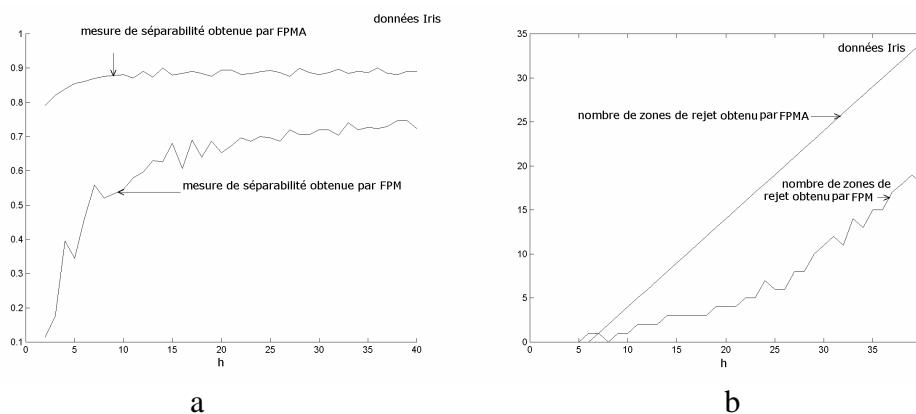 données Iris
mesure de séparabilité obtenue par FPMA
1
0.9
0.8
0.7
0.6
0.5
0.4
0.3
0.2
0.1
mesure de séparabilité obtenue par FPM
0 5 10 15 20 25 30 35 40
h
a
35
30
25
20
15
10
5
0
données Iris
nombre de zones de rejet obtenu par FPMA
nombre de zones de
rejet obtenu par FPM
0 5 10 15 20 25 30 35
h
b